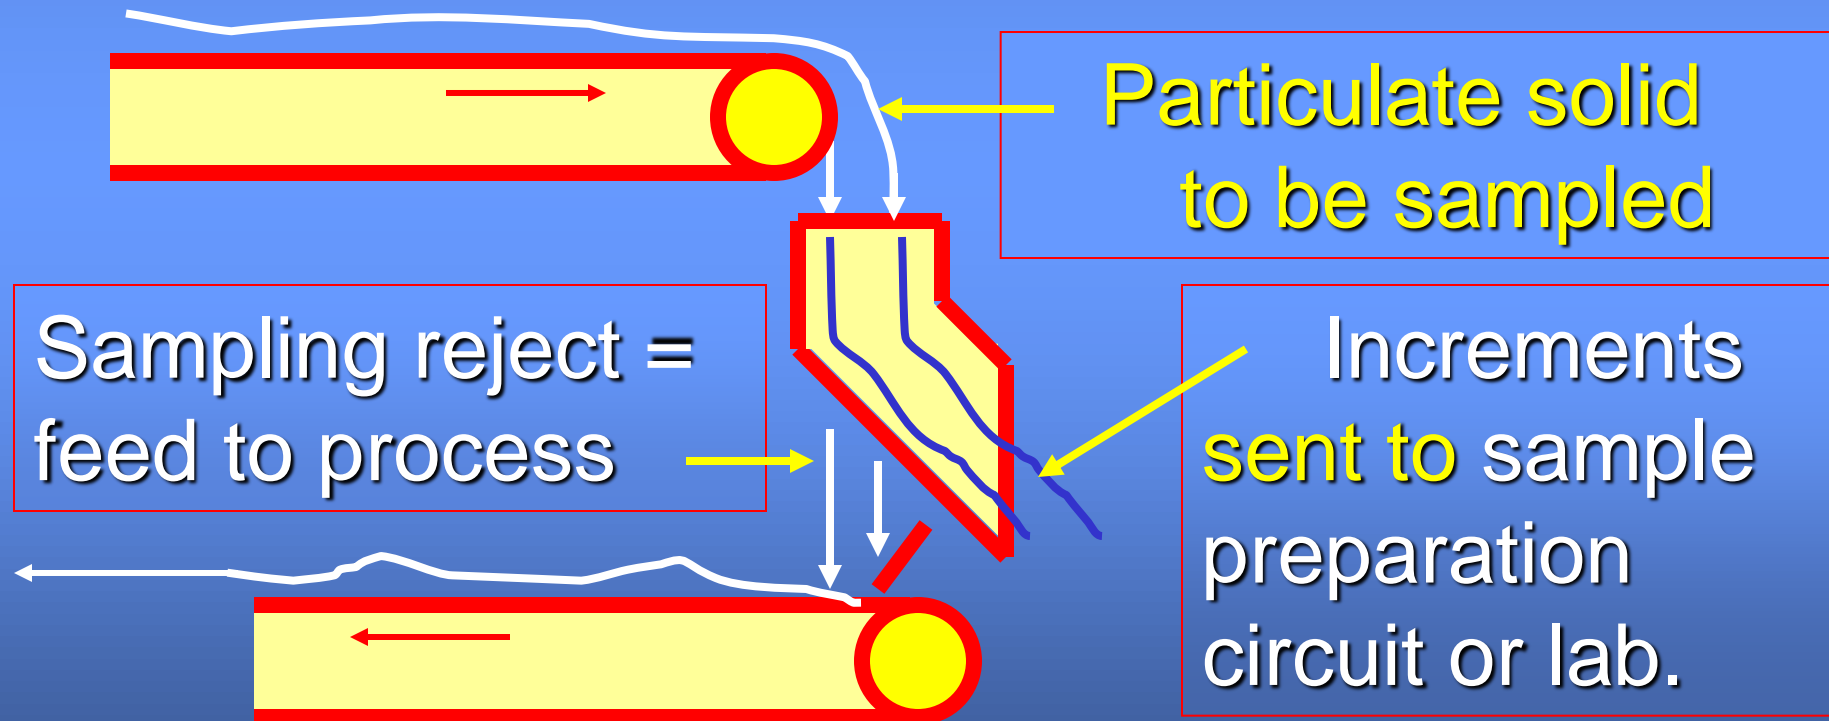 Particulate solid
to be sampled
Sampling reject =
feed to process
Increments
sent to sample
preparation
circuit or lab.